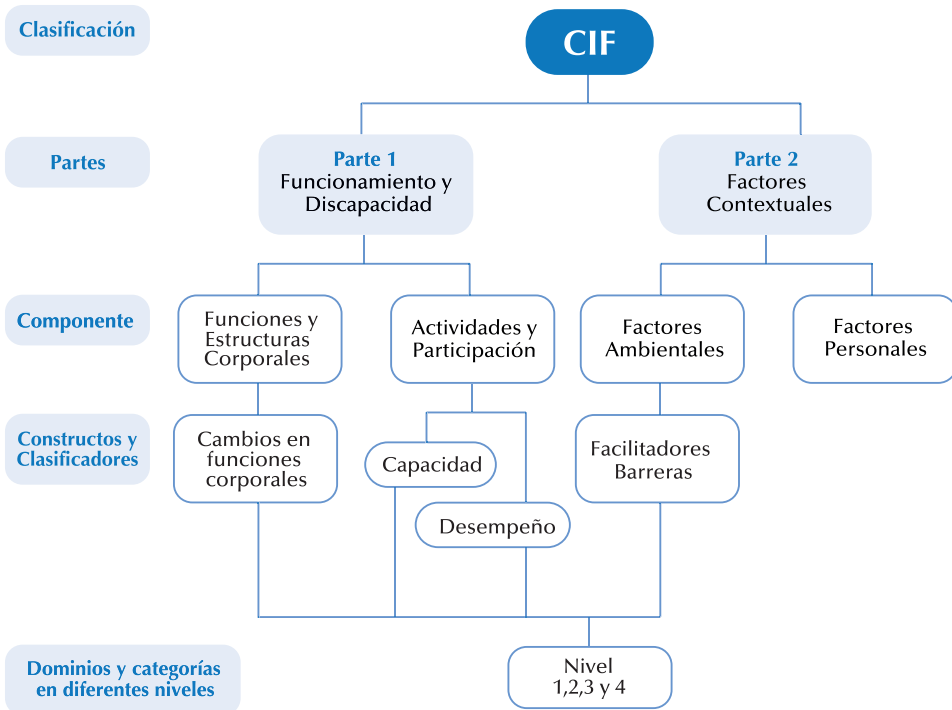 Clasificación
CIF
Partes
Parte 1
Funcionamiento y
Discapacidad
Parte 2
Factores
Contextuales
Componente
Funciones y
Estructuras
Corporales
Actividades y
Participación
Factores
Ambientales
Factores
Personales
Constructos y
Clasificadores
Cambios en
funciones
corporales
Capacidad
Desempeño
Facilitadores
Barreras
Dominios y categorías
en diferentes niveles
Nivel
1,2,3 y 4